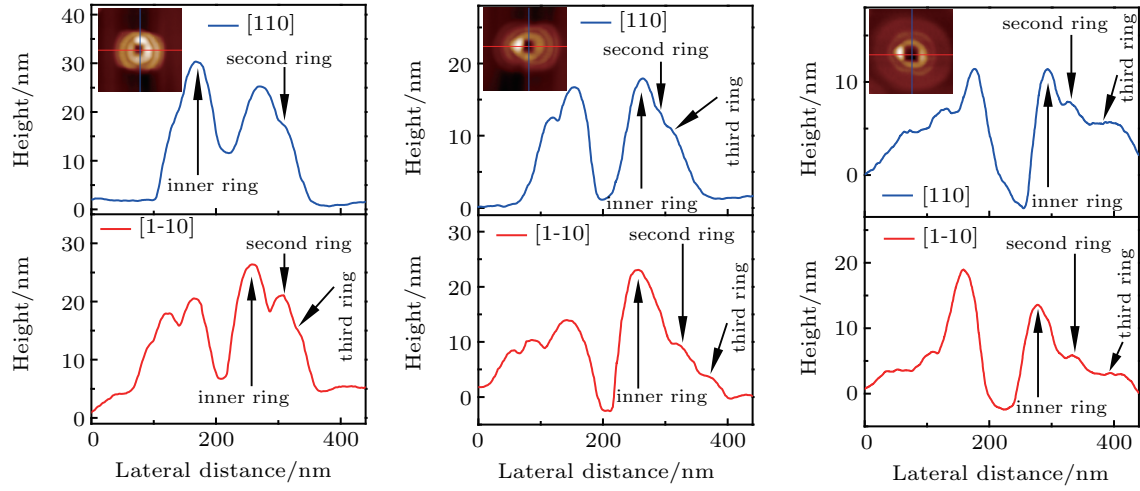 40
30
20
10
0
Height/nm
[110]
second ring
inner ring
30
20
10
0
Height/nm
[1-10]
second ring
third ring
inner ring
0
200
400
Lateral distance/nm
20
10
0
Height/nm
[110]
second ring
third ring
inner ring
30
20
10
0
Height/nm
[1-10]
second ring
third ring
inner ring
0
200
400
Lateral distance/nm
10
0
Height/nm
[110]
second ring
third ring
inner ring
20
10
0
Height/nm
[1-10]
second ring
third ring
inner ring
0
200
400
Lateral distance/nm